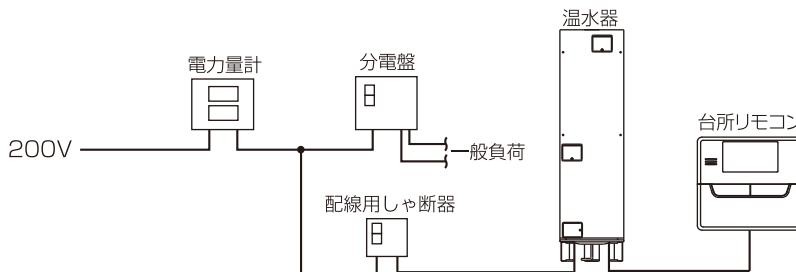 温水器
電力量計
分電盤
台所リモコン
200V
一般負荷
配線用しゃ断器